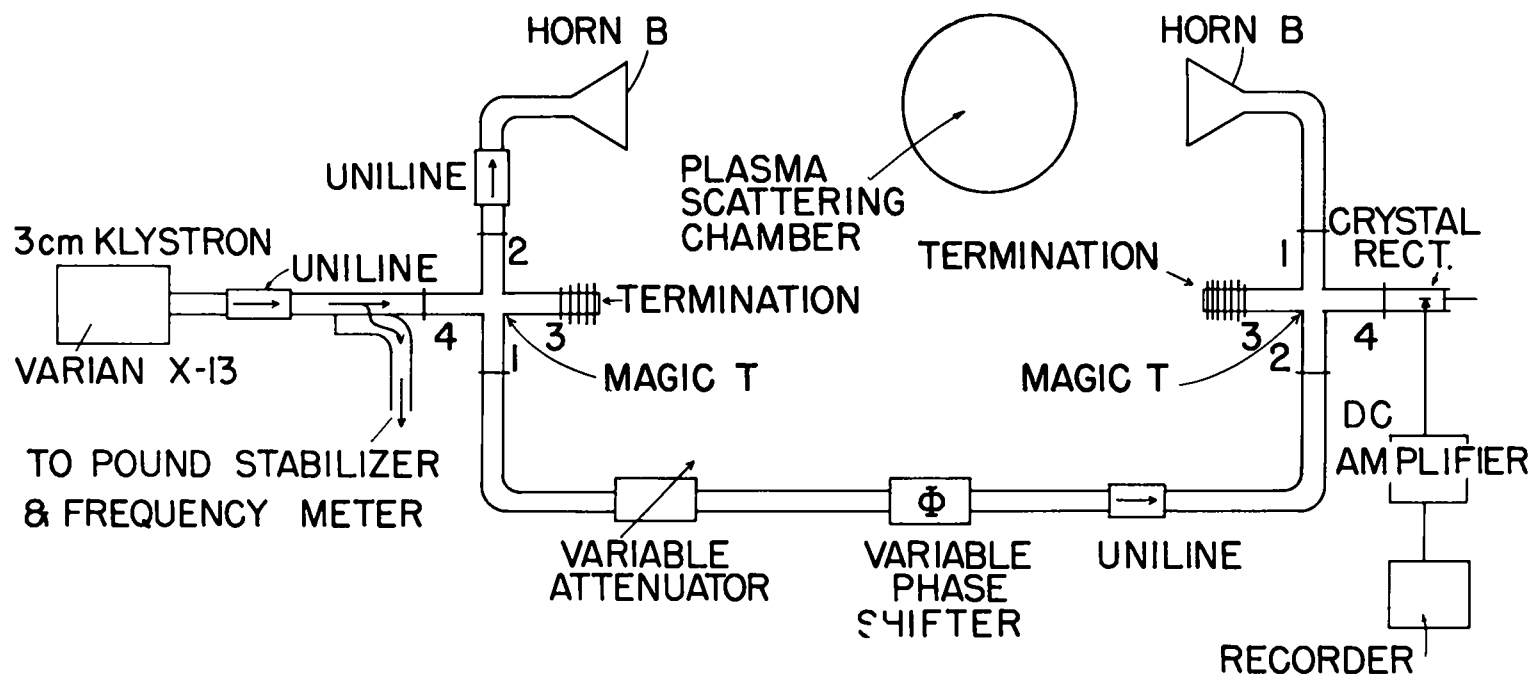 HORN B
HORN B
UNILINE
PLASMA
SCATTERING
CHAMBER
3cm KLYSTRON
UNILINE
2
TERMINATION
4
3
1
MAGIC T
VARIAN X-13
TERMINATION
1
CRYSTAL
RECT.
3
2
4
MAGIC T
TO POUND STABILIZER
& FREQUENCY METER
DC
AMPLIFIER
Φ
VARIABLE
ATTENUATOR
VARIABLE
PHASE
SHIFTER
UNILINE
RECORDER